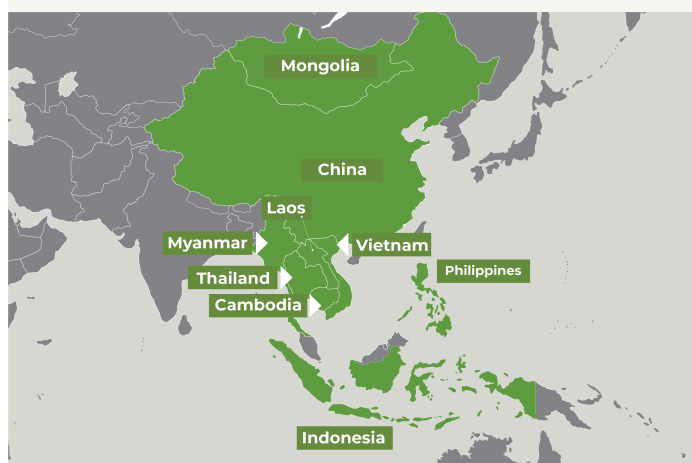 Mongolia
China
Laos
Myanmar
Vietnam
Thailand
Philippines
Cambodia
Indonesia